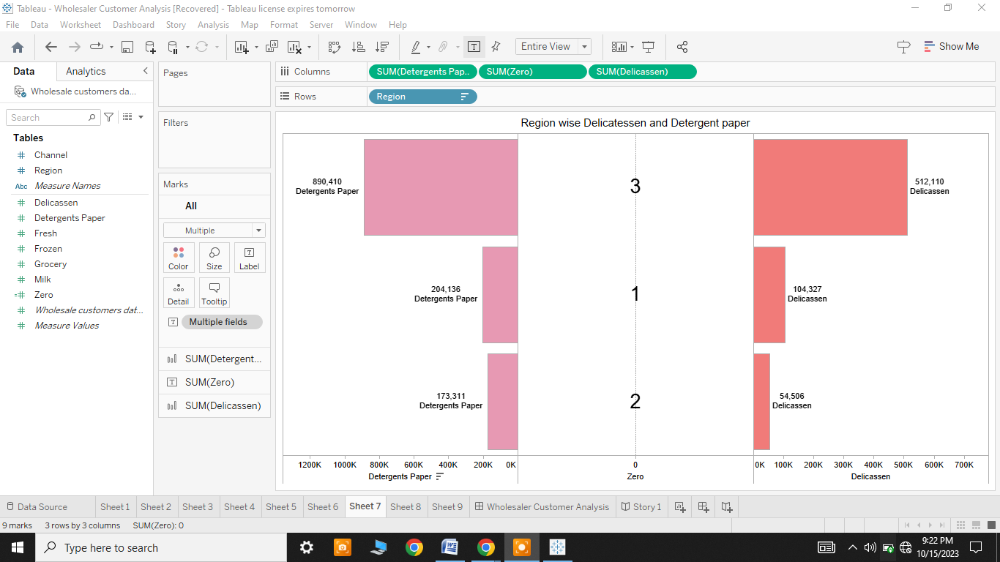 Tableau - Wholesaler Customer Analysis [Recovered] - Tableau license expires tomorrow
File Data Worksheet Dashboard Story Analysis Map Format Server Window Help
Entire View
Show Me
Data Analytics
Wholesale customers da...
Search
Tables
Channel
Region
Abc Measure Names
Delicassen
Detergents Paper
Fresh
Frozen
Grocery
Milk
Zero
Wholesale customers dat...
Measure Values
Pages
Filters
Marks
All
Multiple
Color Size Label
Detail Tooltip
Multiple fields
SUM(Detergent...
SUM(Zero)
SUM(Delicassen)
Columns SUM(Detergents Pap.. SUM(Zero) SUM(Delicassen)
Rows Region
Region wise Delicatessen and Detergent paper
890,410
Detergents Paper
3
512,110
Delicassen
204,136
Detergents Paper
1
104,327
Delicassen
173,311
Detergents Paper
2
54,506
Delicassen
1200K 1000K 800K 600K 400K 200K 0K 0 0K 100K 200K 300K 400K 500K 600K 700K
Detergents Paper Zero Delicassen
Data Source Sheet 1 Sheet 2 Sheet 3 Sheet 4 Sheet 5 Sheet 6 Sheet 7 Sheet 8 Sheet 9 Wholesaler Customer Analysis Story 1
9 marks 3 rows by 3 columns SUM(Zero): 0
Type here to search
9:22 PM
10/15/2023